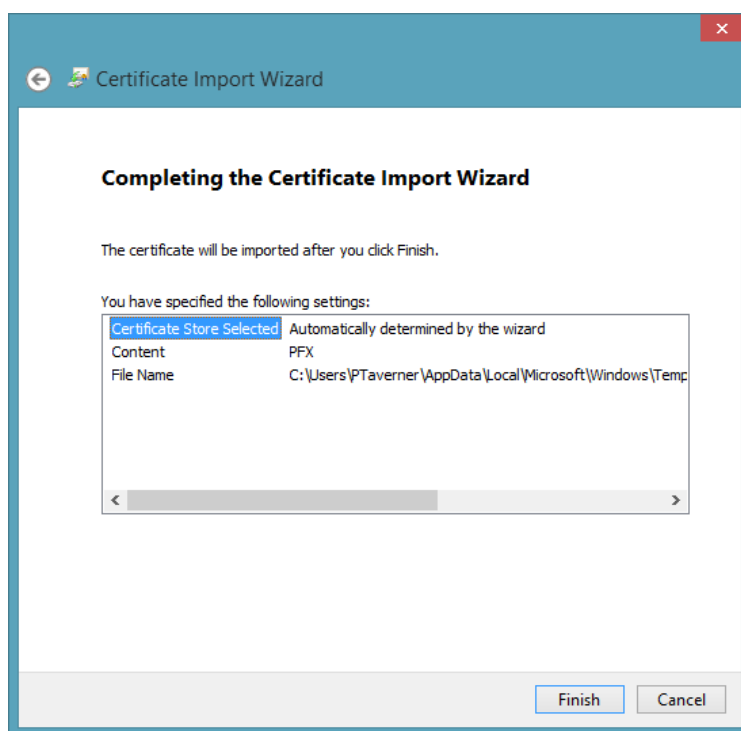 Certificate Import Wizard
Completing the Certificate Import Wizard
The certificate will be imported after you click Finish.
You have specified the following settings:
Certificate Store Selected Automatically determined by the wizard
Content PFX
File Name C:\Users\PTaverner\AppData\Local\Microsoft\Windows\Temp
Finish Cancel